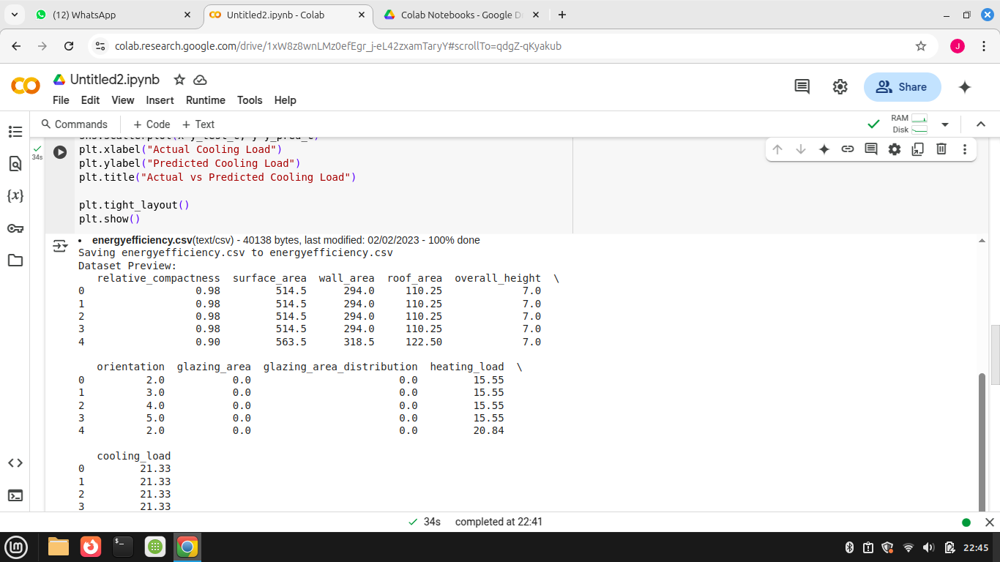 (12) WhatsApp
Untitled2.ipynb - Colab
Colab Notebooks - Google D
colab.research.google.com/drive/1xW8z8wnLMz0efEgr_j-eL42zxamTaryY#scrollTo=qdgZ-qKyakub
J
Untitled2.ipynb
File Edit View Insert Runtime Tools Help
Share
Commands + Code + Text
RAM
Disk
34s
sns.scatterplot(x=y_test_c, y=y_pred_c)
plt.xlabel("Actual Cooling Load")
plt.ylabel("Predicted Cooling Load")
plt.title("Actual vs Predicted Cooling Load")
plt.tight_layout()
plt.show()
• energyefficiency.csv(text/csv) - 40138 bytes, last modified: 02/02/2023 - 100% done
Saving energyefficiency.csv to energyefficiency.csv
Dataset Preview:
relative_compactness surface_area wall_area roof_area overall_height \
0 0.98 514.5 294.0 110.25 7.0
1 0.98 514.5 294.0 110.25 7.0
2 0.98 514.5 294.0 110.25 7.0
3 0.98 514.5 294.0 110.25 7.0
4 0.90 563.5 318.5 122.50 7.0
orientation glazing_area glazing_area_distribution heating_load \
0 2.0 0.0 0.0 15.55
1 3.0 0.0 0.0 15.55
2 4.0 0.0 0.0 15.55
3 5.0 0.0 0.0 15.55
4 2.0 0.0 0.0 20.84
cooling_load
0 21.33
1 21.33
2 21.33
3 21.33
34s completed at 22:41
22:45